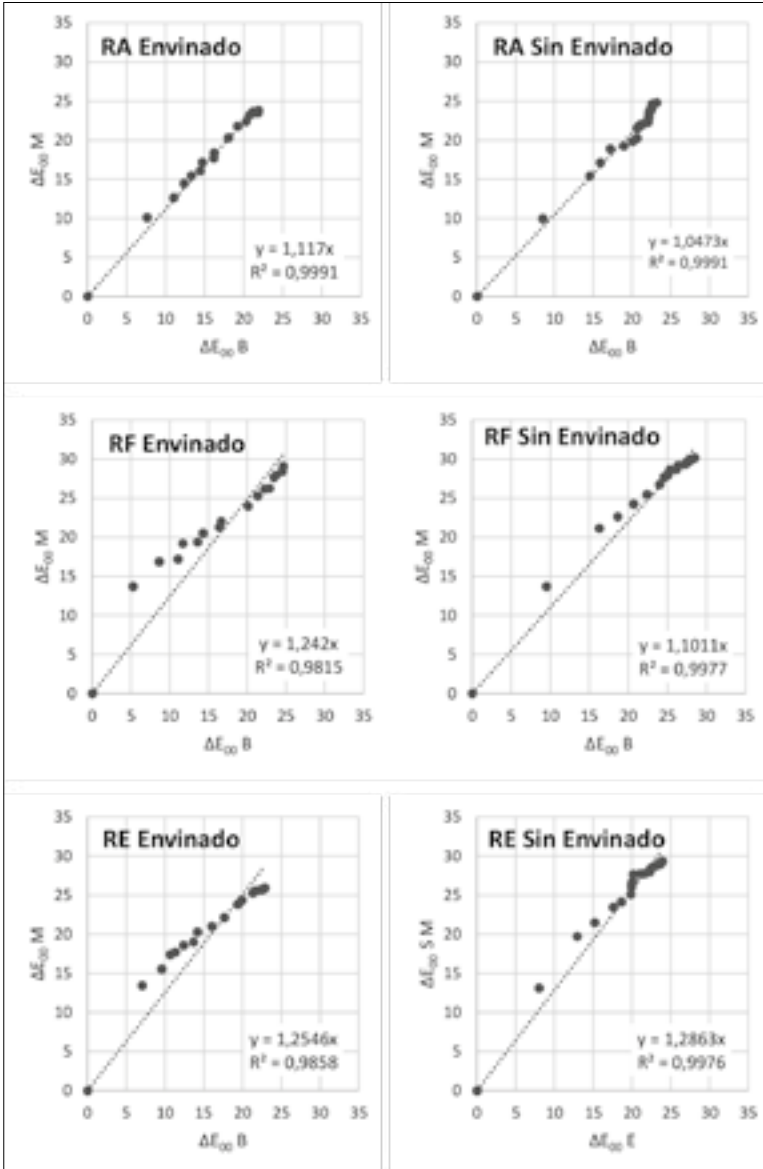 RA Envinado
35
30
25
20
15
10
5
0
ΔE₀₀ M
y = 1,117x
R² = 0,9991
0 5 10 15 20 25 30 35
ΔE₀₀ B
RA Sin Envinado
35
30
25
20
15
10
5
0
ΔE₀₀ M
y = 1,0473x
R² = 0,9991
0 5 10 15 20 25 30 35
ΔE₀₀ B
RF Envinado
35
30
25
20
15
10
5
0
ΔE₀₀ M
y = 1,242x
R² = 0,9815
0 5 10 15 20 25 30 35
ΔE₀₀ B
RF Sin Envinado
35
30
25
20
15
10
5
0
ΔE₀₀ M
y = 1,1011x
R² = 0,9977
0 5 10 15 20 25 30 35
ΔE₀₀ B
RE Envinado
35
30
25
20
15
10
5
0
ΔE₀₀ M
y = 1,2546x
R² = 0,9858
0 5 10 15 20 25 30 35
ΔE₀₀ B
RE Sin Envinado
35
30
25
20
15
10
5
0
ΔE₀₀ S M
y = 1,2863x
R² = 0,9976
0 5 10 15 20 25 30 35
ΔE₀₀ E